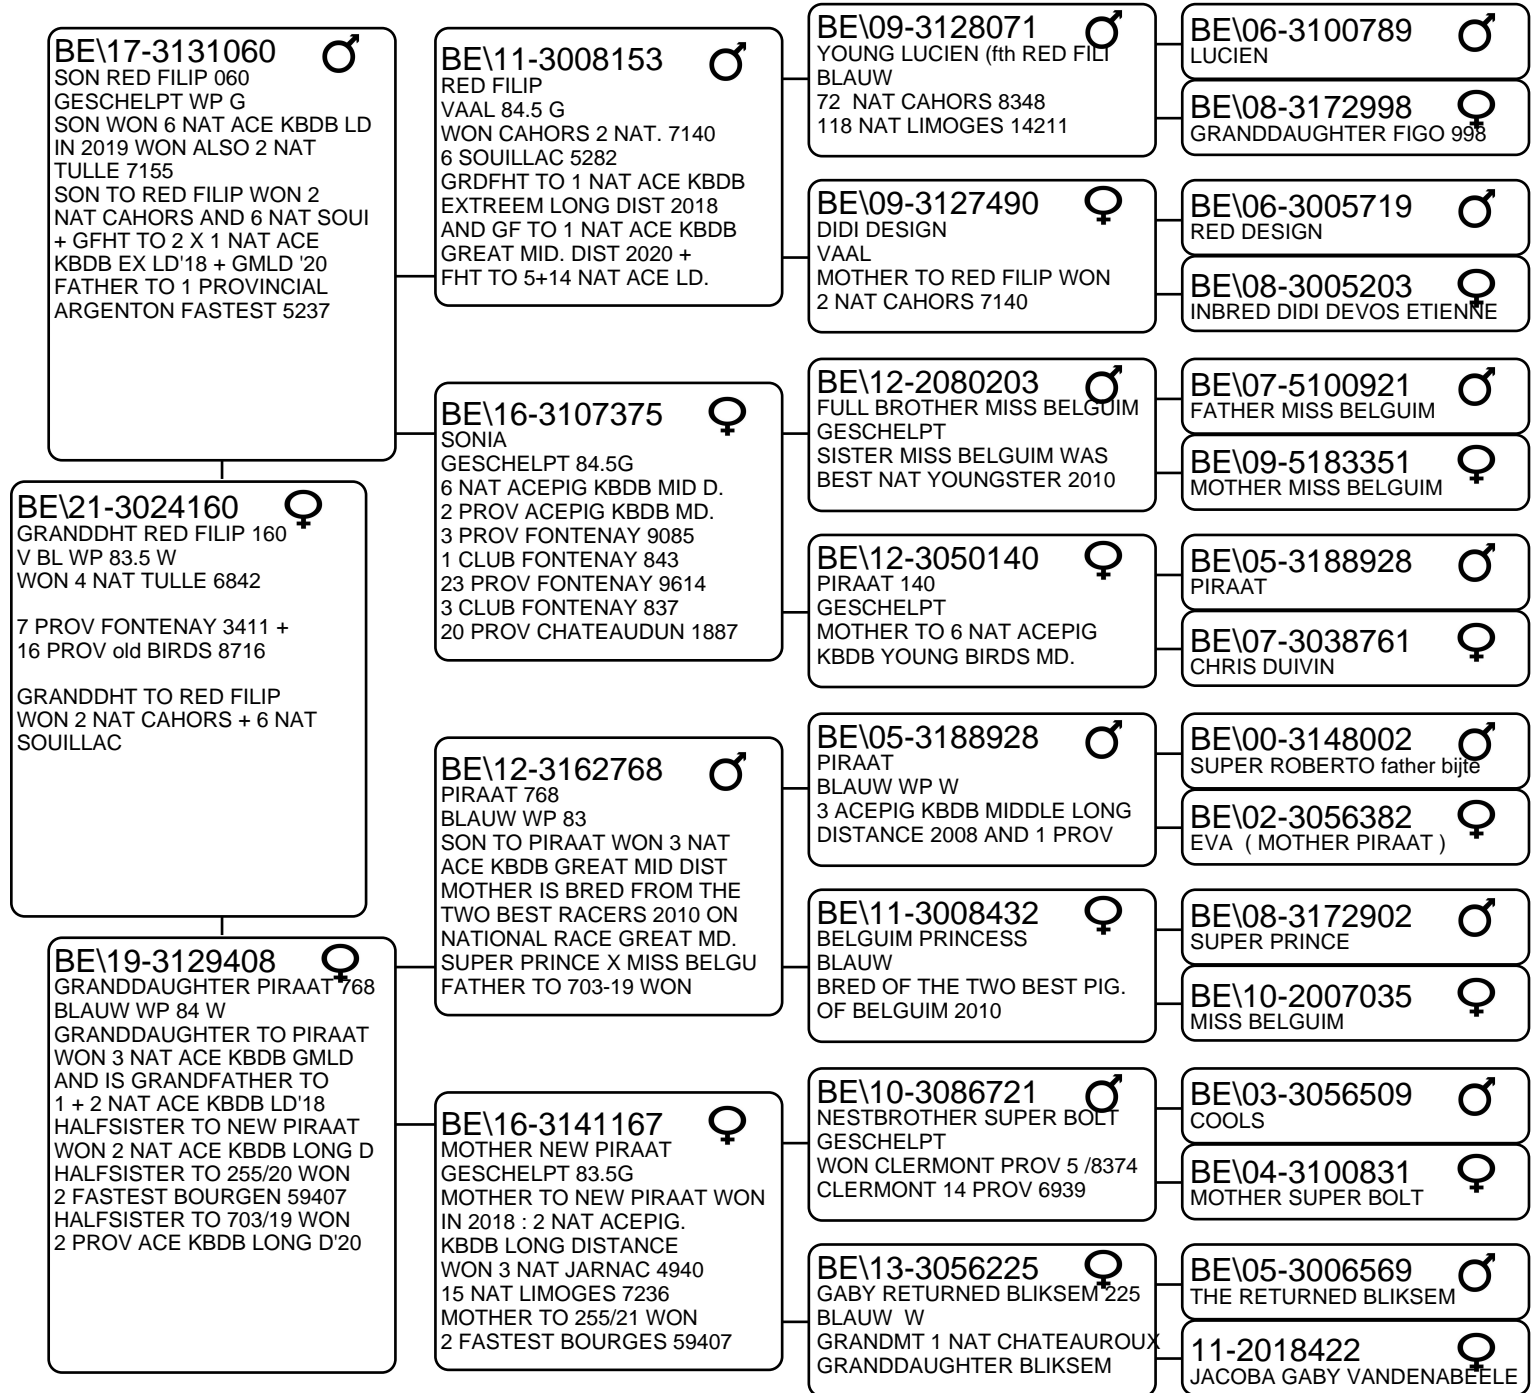 BE\17-3131060
SON RED FILIP 060
GESCHELPT WP G
SON WON 6 NAT ACE KBDB LD
IN 2019 WON ALSO 2 NAT
TULLE 7155
SON TO RED FILIP WON 2
NAT CAHORS AND 6 NAT SOUI
+ GFHT TO 2 X 1 NAT ACE
KBDB EX LD'18 + GMLD '20
FATHER TO 1 PROVINCIAL
ARGENTON FASTEST 5237
BE\21-3024160
GRANDDHT RED FILIP 160
V BL WP 83.5 W
WON 4 NAT TULLE 6842
7 PROV FONTENAY 3411 +
16 PROV old BIRDS 8716
GRANDDHT TO RED FILIP
WON 2 NAT CAHORS + 6 NAT
SOUILLAC
BE\19-3129408
GRANDDAUGHTER PIRAAT 768
BLAUW WP 84 W
GRANDDAUGHTER TO PIRAAT
WON 3 NAT ACE KBDB GMLD
AND IS GRANDFATHER TO
1 + 2 NAT ACE KBDB LD'18
HALFSISTER TO NEW PIRAAT
WON 2 NAT ACE KBDB LONG D
HALFSISTER TO 255/20 WON
2 FASTEST BOURGEN 59407
HALFSISTER TO 703/19 WON
2 PROV ACE KBDB LONG D'20
BE\11-3008153
RED FILIP
VAAL 84.5 G
WON CAHORS 2 NAT. 7140
6 SOUILLAC 5282
GRDFHT TO 1 NAT ACE KBDB
EXTREEM LONG DIST 2018
AND GF TO 1 NAT ACE KBDB
GREAT MID. DIST 2020 +
FHT TO 5+14 NAT ACE LD.
BE\16-3107375
SONIA
GESCHELPT 84.5G
6 NAT ACEPIG KBDB MID D.
2 PROV ACEPIG KBDB MD.
3 PROV FONTENAY 9085
1 CLUB FONTENAY 843
23 PROV FONTENAY 9614
3 CLUB FONTENAY 837
20 PROV CHATEAUDUN 1887
BE\12-3162768
PIRAAT 768
BLAUW WP 83
SON TO PIRAAT WON 3 NAT
ACE KBDB GREAT MID DIST
MOTHER IS BRED FROM THE
TWO BEST RACERS 2010 ON
NATIONAL RACE GREAT MD.
SUPER PRINCE X MISS BELGU
FATHER TO 703-19 WON
BE\16-3141167
MOTHER NEW PIRAAT
GESCHELPT 83.5G
MOTHER TO NEW PIRAAT WON
IN 2018 : 2 NAT ACEPIG.
KBDB LONG DISTANCE
WON 3 NAT JARNAC 4940
15 NAT LIMOGES 7236
MOTHER TO 255/21 WON
2 FASTEST BOURGES 59407
BE\09-3128071
YOUNG LUCIEN (fth RED FILI
BLAUW
72  NAT CAHORS 8348
118 NAT LIMOGES 14211
BE\09-3127490
DIDI DESIGN
VAAL
MOTHER TO RED FILIP WON
2 NAT CAHORS 7140
BE\12-2080203
FULL BROTHER MISS BELGUIM
GESCHELPT
SISTER MISS BELGUIM WAS
BEST NAT YOUNGSTER 2010
BE\12-3050140
PIRAAT 140
GESCHELPT
MOTHER TO 6 NAT ACEPIG
KBDB YOUNG BIRDS MD.
BE\05-3188928
PIRAAT
BLAUW WP W
3 ACEPIG KBDB MIDDLE LONG
DISTANCE 2008 AND 1 PROV
BE\11-3008432
BELGUIM PRINCESS
BLAUW
BRED OF THE TWO BEST PIG.
OF BELGUIM 2010
BE\10-3086721
NESTBROTHER SUPER BOLT
GESCHELPT
WON CLERMONT PROV 5 /8374
CLERMONT 14 PROV 6939
BE\13-3056225
GABY RETURNED BLIKSEM 225
BLAUW  W
GRANDMT 1 NAT CHATEAUROUX
GRANDDAUGHTER BLIKSEM
BE\06-3100789
LUCIEN
BE\08-3172998
GRANDDAUGHTER FIGO 998
BE\06-3005719
RED DESIGN
BE\08-3005203
INBRED DIDI DEVOS ETIENNE
BE\07-5100921
FATHER MISS BELGUIM
BE\09-5183351
MOTHER MISS BELGUIM
BE\05-3188928
PIRAAT
BE\07-3038761
CHRIS DUIVIN
BE\00-3148002
SUPER ROBERTO father bijte
BE\02-3056382
EVA  ( MOTHER PIRAAT )
BE\08-3172902
SUPER PRINCE
BE\10-2007035
MISS BELGUIM
BE\03-3056509
COOLS
BE\04-3100831
MOTHER SUPER BOLT
BE\05-3006569
THE RETURNED BLIKSEM
11-2018422
JACOBA GABY VANDENABEELE